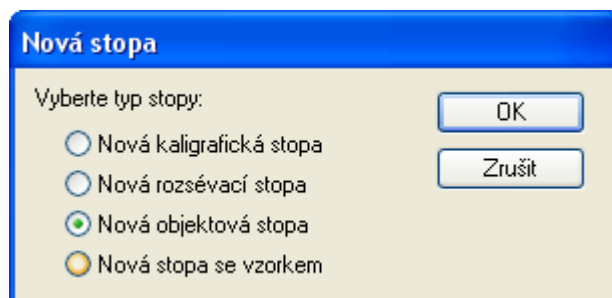 Nová stopa
Vyberte typ stopy:
OK
Nová kaligrafická stopa
Zrušit
Nová rozsévací stopa
Nová objektová stopa
Nová stopa se vzorkem